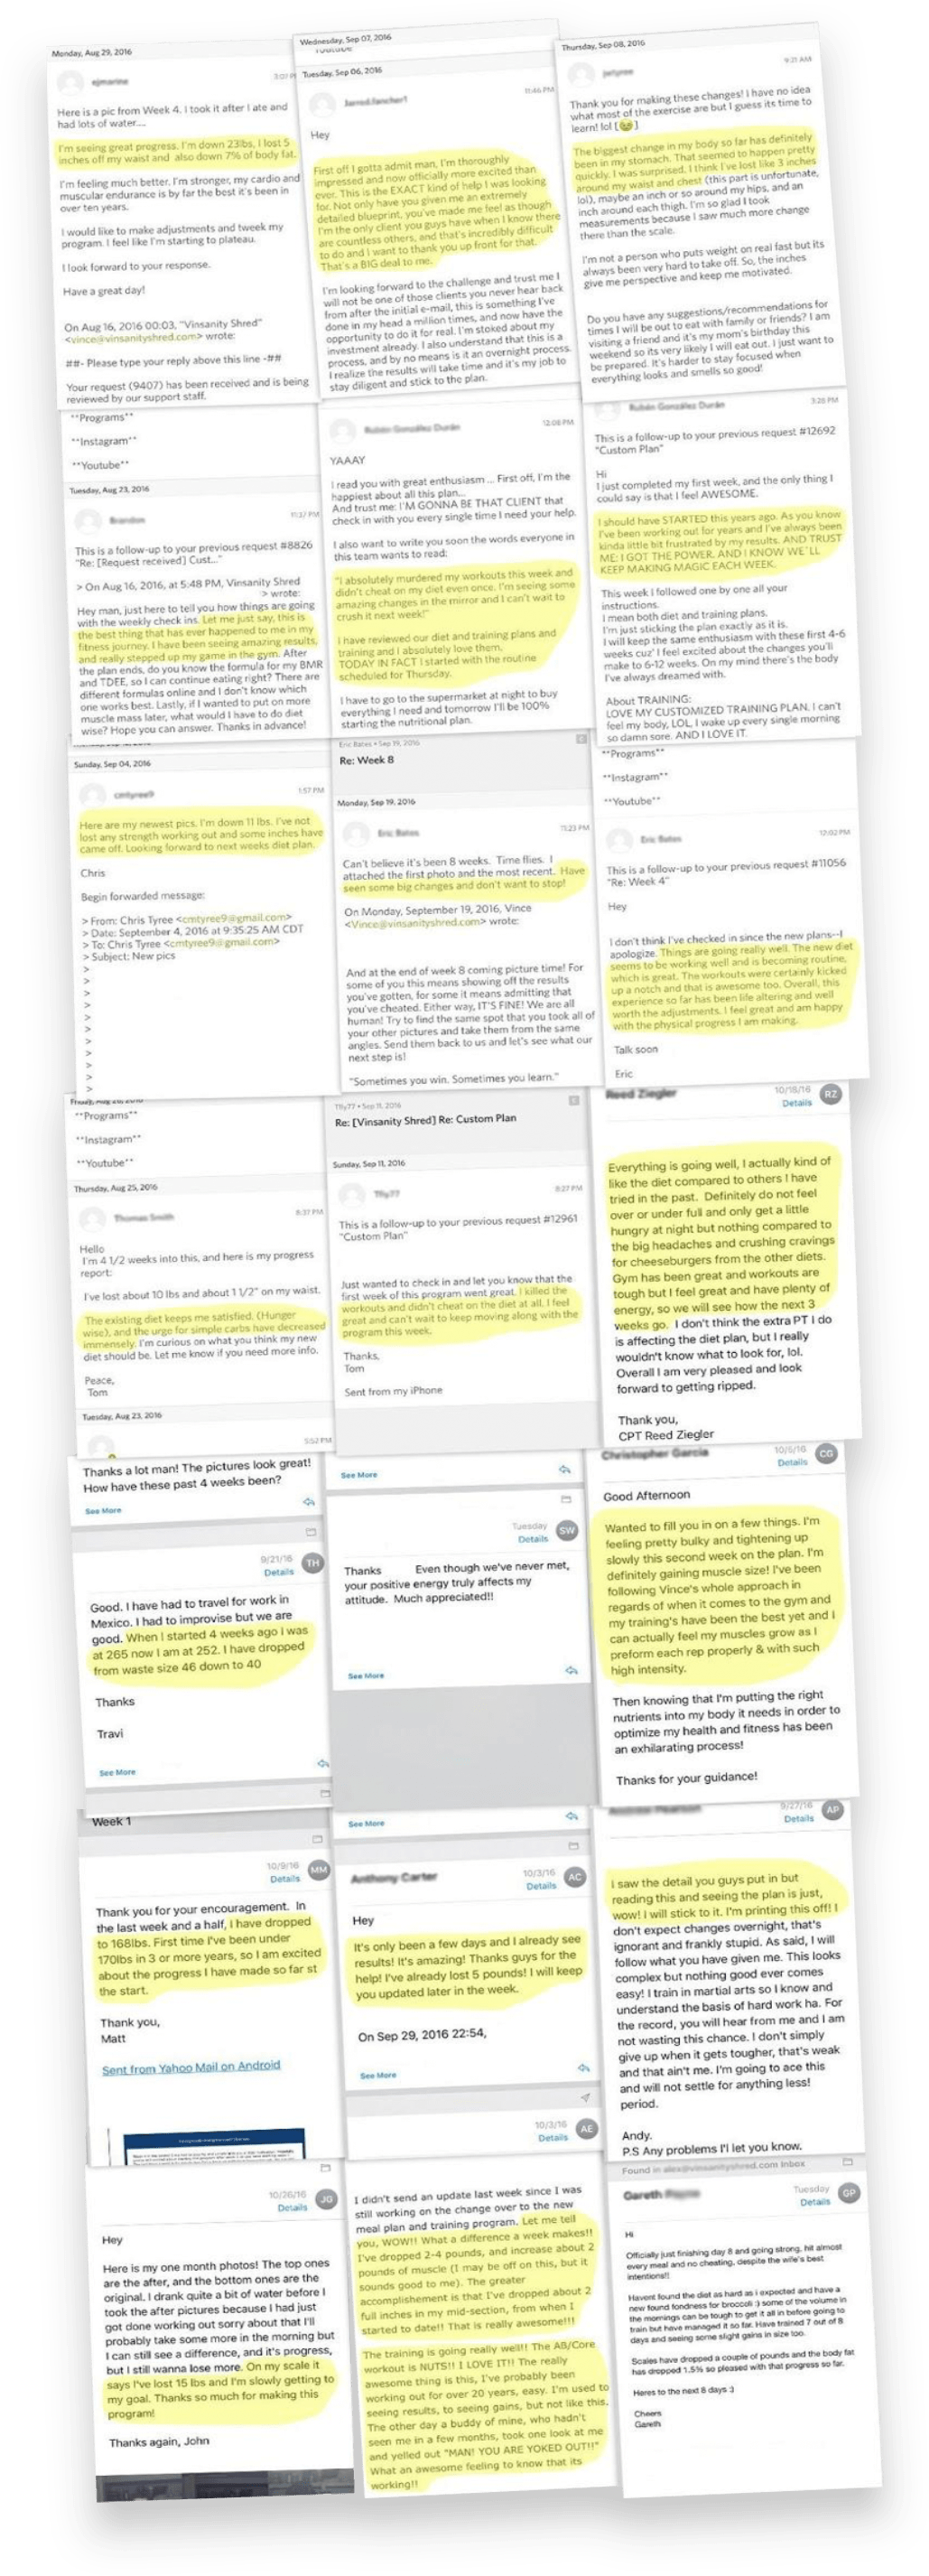 Monday, Aug 29, 2016
ejmarine
3:07 PM
Here is a pic from Week 4. I took it after I ate and
had lots of water....
I'm seeing great progress. I'm down 23lbs, I lost 5
inches off my waist and also down 7% of body fat.
I'm feeling much better. I'm stronger, my cardio and
muscular endurance is by far the best it's been in
over ten years.
I would like to make adjustments and tweak my
program. I feel like I'm starting to plateau.
I look forward to your response.
Have a great day!
On Aug 16, 2016 00:03, "Vinsanity Shred"
<vince@vinsanityshred.com> wrote:
##- Please type your reply above this line -##
Your request (9407) has been received and is being
reviewed by our support staff.
Wednesday, Sep 07, 2016
Youtube
Tuesday, Sep 06, 2016
11:46 PM
Hey
First off I gotta admit man, I'm thoroughly
impressed and now officially more excited than
ever. This is the EXACT kind of help I was looking
for. Not only have you given me an extremely
detailed blueprint, you've made me feel as though
I'm the only client you guys have when I know there
are countless others, and that's incredibly difficult
to do and I want to thank you up front for that.
That's a BIG deal to me.
I'm looking forward to the challenge and trust me I
will not be one of those clients you never hear back
from after the initial e-mail, this is something I've
done in my head a million times, and now have the
opportunity to do it for real. I'm stoked about my
investment already. I also understand that this is a
process, and by no means is it an overnight process.
I realize the results will take time and it's my job to
stay diligent and stick to the plan.
Thursday, Sep 08, 2016
9:21 AM
Thank you for making these changes! I have no idea
what most of the exercise are but I guess its time to
learn! lol [😉]
The biggest change in my body so far has definitely
been in my stomach. That seemed to happen pretty
quickly. I was surprised. I think I've lost like 3 inches
around my waist and chest (this part is unfortunate,
lol), maybe an inch or so around my hips, and an
inch around each thigh. I'm so glad I took
measurements because I saw much more change
there than the scale.
I'm not a person who puts weight on real fast but its
always been very hard to take off. So, the inches
give me perspective and keep me motivated.
Do you have any suggestions/recommendations for
times I will be out to eat with family or friends? I am
visiting a friend and it's my mom's birthday this
weekend so its very likely I will eat out. I just want to
be prepared. It's harder to stay focused when
everything looks and smells so good!
**Programs**
**Instagram**
**Youtube**
Tuesday, Aug 23, 2016
Brandon
11:37 PM
This is a follow-up to your previous request #8826
"Re: [Request received] Cust..."
> On Aug 16, 2016, at 5:48 PM, Vinsanity Shred
> wrote:
Hey man, just here to tell you how things are going
with the weekly check ins. Let me just say, this is
the best thing that has ever happened to me in my
fitness journey. I have been seeing amazing results,
and really stepped up my game in the gym. After
the plan ends, do you know the formula for my BMR
and TDEE, so I can continue eating right? There are
different formulas online and I don't know which
one works best. Lastly, if I wanted to put on more
muscle mass later, what would I have to do diet
wise? Hope you can answer. Thanks in advance!
Rubén González Durán
12:08 PM
YAAAY
I read you with great enthusiasm ... First off, I'm the
happiest about all this plan...
And trust me: I'M GONNA BE THAT CLIENT that
check in with you every single time I need your help.
I also want to write you soon the words everyone in
this team wants to read:
"I absolutely murdered my workouts this week and
didn't cheat on my diet even once. I'm seeing some
amazing changes in the mirror and I can't wait to
crush it next week!"
I have reviewed our diet and training plans and
training and I absolutely love them.
TODAY IN FACT I started with the routine
scheduled for Thursday.
I have to go to the supermarket at night to buy
everything I need and tomorrow I'll be 100%
starting the nutritional plan.
Rubén González Durán
3:28 PM
This is a follow-up to your previous request #12692
"Custom Plan"
Hi
I just completed my first week, and the only thing I
could say is that I feel AWESOME.
I should have STARTED this years ago. As you know
I've been working out for years and I've always been
kinda little bit frustrated by my results. AND TRUST
ME: I GOT THE POWER. AND I KNOW WE'LL
KEEP MAKING MAGIC EACH WEEK.
This week I followed one by one all your
instructions.
I mean both diet and training plans.
I'm just sticking the plan exactly as it is.
I will keep the same enthusiasm with these first 4-6
weeks cuz' I feel excited about the changes you'll
make to 6-12 weeks. On my mind there's the body
I've always dreamed with.
About TRAINING:
LOVE MY CUSTOMIZED TRAINING PLAN. I can't
feel my body, LOL, I wake up every single morning
so damn sore. AND I LOVE IT.
Sunday, Sep 04, 2016
cmtyree9
1:57 PM
Here are my newest pics. I'm down 11 lbs. I've not
lost any strength working out and some inches have
came off. Looking forward to next weeks diet plan.
Chris
Begin forwarded message:
> From: Chris Tyree <cmtyree9@gmail.com>
> Date: September 4, 2016 at 9:35:25 AM CDT
> To: Chris Tyree <cmtyree9@gmail.com>
> Subject: New pics
>
>
>
>
>
>
>
>
>
>
>
Eric Bates • Sep 19, 2016
Re: Week 8
Monday, Sep 19, 2016
Eric Bates
11:23 PM
Can't believe it's been 8 weeks. Time flies. I
attached the first photo and the most recent. Have
seen some big changes and don't want to stop!
On Monday, September 19, 2016, Vince
<Vince@vinsanityshred.com> wrote:
And at the end of week 8 coming picture time! For
some of you this means showing off the results
you've gotten, for some it means admitting that
you've cheated. Either way, IT'S FINE! We are all
human! Try to find the same spot that you took all of
your other pictures and take them from the same
angles. Send them back to us and let's see what our
next step is!
"Sometimes you win. Sometimes you learn."
**Programs**
**Instagram**
**Youtube**
Eric Bates
12:02 PM
This is a follow-up to your previous request #11056
"Re: Week 4"
Hey
I don't think I've checked in since the new plans--I
apologize. Things are going really well. The new diet
seems to be working well and is becoming routine,
which is great. The workouts were certainly kicked
up a notch and that is awesome too. Overall, this
experience so far has been life altering and well
worth the adjustments. I feel great and am happy
with the physical progress I am making.
Talk soon
Eric
**Programs**
**Instagram**
**Youtube**
Thursday, Aug 25, 2016
Thomas Smith
8:37 PM
Hello
I'm 4 1/2 weeks into this, and here is my progress
report:
I've lost about 10 lbs and about 1 1/2" on my waist.
The existing diet keeps me satisfied, (Hunger
wise), and the urge for simple carbs have decreased
immensely. I'm curious on what you think my new
diet should be. Let me know if you need more info.
Peace,
Tom
Tuesday, Aug 23, 2016
5:52 PM
Tfly77 • Sep 11, 2016
Re: [Vinsanity Shred] Re: Custom Plan
Sunday, Sep 11, 2016
Tfly77
8:27 PM
This is a follow-up to your previous request #12961
"Custom Plan"
Just wanted to check in and let you know that the
first week of this program went great. I killed the
workouts and didn't cheat on the diet at all. I feel
great and can't wait to keep moving along with the
program this week.
Thanks,
Tom
Sent from my iPhone
Reed Ziegler
10/18/16
Details
RZ
Everything is going well, I actually kind of
like the diet compared to others I have
tried in the past. Definitely do not feel
over or under full and only get a little
hungry at night but nothing compared to
the big headaches and crushing cravings
for cheeseburgers from the other diets.
Gym has been great and workouts are
tough but I feel great and have plenty of
energy, so we will see how the next 3
weeks go. I don't think the extra PT I do
is affecting the diet plan, but I really
wouldn't know what to look for, lol.
Overall I am very pleased and look
forward to getting ripped.
Thank you,
CPT Reed Ziegler
Thanks a lot man! The pictures look great!
How have these past 4 weeks been?
See More
9/21/16
Details
TH
Good. I have had to travel for work in
Mexico. I had to improvise but we are
good. When I started 4 weeks ago I was
at 265 now I am at 252. I have dropped
from waste size 46 down to 40
Thanks
Travi
See More
See More
Tuesday
Details
SW
Thanks Even though we've never met,
your positive energy truly affects my
attitude. Much appreciated!!
See More
Christopher Garcia
10/5/16
Details
CG
Good Afternoon
Wanted to fill you in on a few things. I'm
feeling pretty bulky and tightening up
slowly this second week on the plan. I'm
definitely gaining muscle size! I've been
following Vince's whole approach in
regards of when it comes to the gym and
my training's have been the best yet and I
can actually feel my muscles grow as I
preform each rep properly & with such
high intensity.
Then knowing that I'm putting the right
nutrients into my body it needs in order to
optimize my health and fitness has been
an exhilarating process!
Thanks for your guidance!
Week 1
10/9/16
Details
MM
Thank you for your encouragement. In
the last week and a half, i have dropped
to 168lbs. First time I've been under
170lbs in 3 or more years, so I am excited
about the progress I have made so far st
the start.
Thank you,
Matt
Sent from Yahoo Mail on Android
See More
Anthony Carter
10/3/16
Details
AC
Hey
It's only been a few days and I already see
results! It's amazing! Thanks guys for the
help! I've already lost 5 pounds! I will keep
you updated later in the week.
On Sep 29, 2016 22:54,
See More
10/3/16
Details
AE
9/27/16
Details
AP
I saw the detail you guys put in but
reading this and seeing the plan is just,
wow! I will stick to it. I'm printing this off! I
don't expect changes overnight, that's
ignorant and frankly stupid. As said, I will
follow what you have given me. This looks
complex but nothing good ever comes
easy! I train in martial arts so I know and
understand the basis of hard work ha. For
the record, you will hear from me and I am
not wasting this chance. I don't simply
give up when it gets tougher, that's weak
and that ain't me. I'm going to ace this
and will not settle for anything less!
period.
Andy.
P.S Any problems I'l let you know.
10/26/16
Details
JG
Hey
Here is my one month photos! The top ones
are the after, and the bottom ones are the
original. I drank quite a bit of water before I
took the after pictures because I had just
got done working out sorry about that I'll
probably take some more in the morning but
I can still see a difference, and it's progress,
but I still wanna lose more. On my scale it
says I've lost 15 lbs and I'm slowly getting to
my goal. Thanks so much for making this
program!
Thanks again, John
I didn't send an update last week since I was
still working on the change over to the new
meal plan and training program. Let me tell
you, WOW!! What a difference a week makes!!
I've dropped 2-4 pounds, and increase about 2
pounds of muscle (I may be off on this, but it
sounds good to me). The greater
accomplishment is that I've dropped about 2
full inches in my mid-section, from when I
started to date!! That is really awesome!!!
The training is going really well!! The AB/Core
workout is NUTS!! I LOVE IT!! The really
awesome thing is this, I've probably been
working out for over 20 years, easy. I'm used to
seeing results, to seeing gains, but not like this.
The other day a buddy of mine, who hadn't
seen me in a few months, took one look at me
and yelled out "MAN! YOU ARE YOKED OUT!!"
What an awesome feeling to know that its
working!!
Found in alex@vinsanityshred.com Inbox
Gareth
Tuesday
Details
GP
Hi
Officially just finishing day 8 and going strong, hit almost
every meal and no cheating, despite the wife's best
intentions!!
Havent found the diet as hard as i expected and have a
new found fondness for broccoli :) some of the volume in
the mornings can be tough to get it all in before going to
train but have managed it so far. Have trained 7 out of 8
days and seeing some slight gains in size too.
Scales have dropped a couple of pounds and the body fat
has dropped 1.5% so pleased with that progress so far.
Heres to the next 8 days :)
Cheers
Gareth